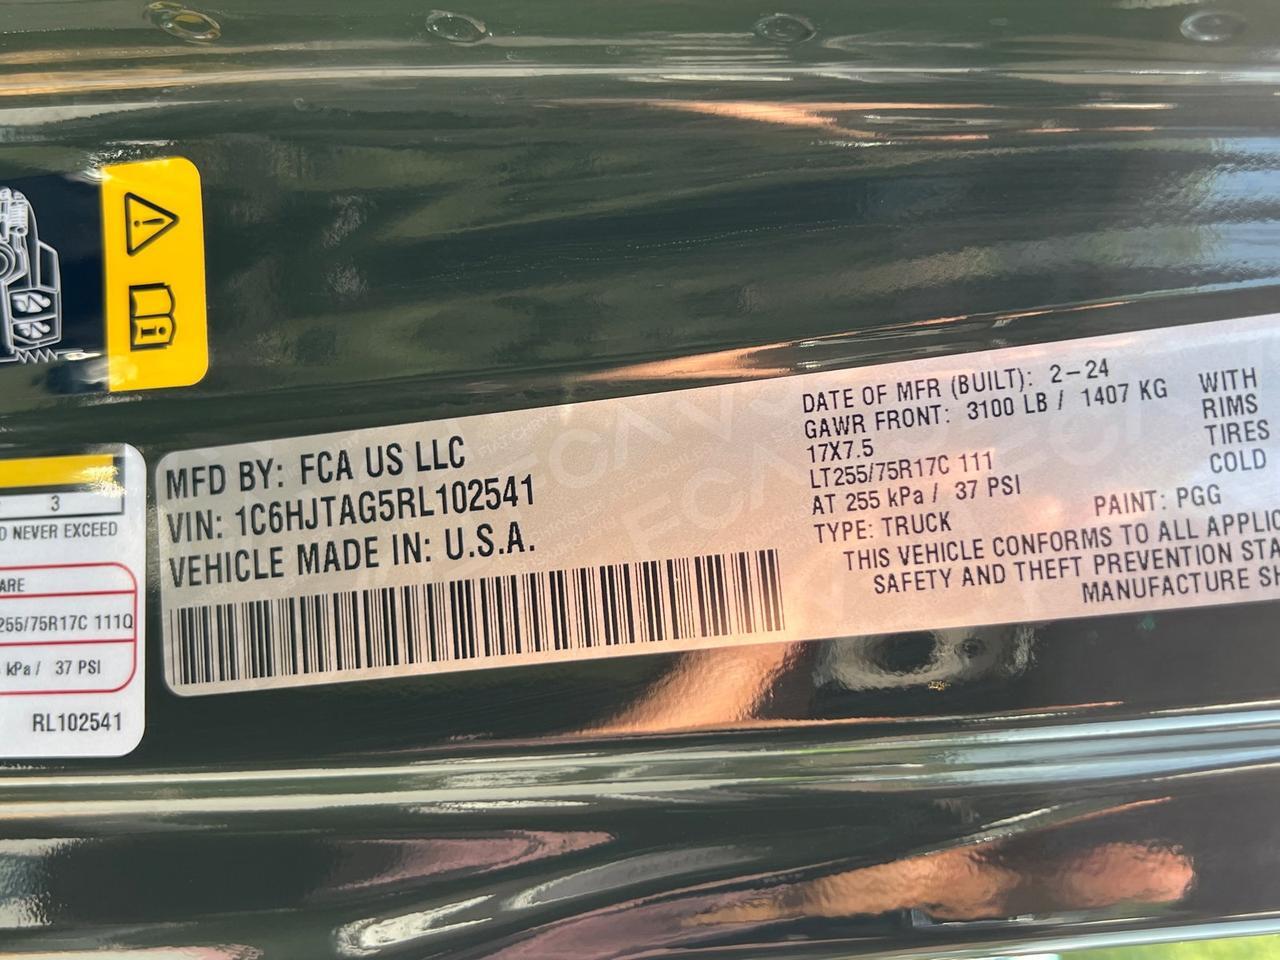 3
D NEVER EXCEED
ARE
255/75R17C 111Q
kPa / 37 PSI
RL102541
MFD BY: FCA US LLC
VIN: 1C6HJTAG5RL102541
VEHICLE MADE IN: U.S.A.
DATE OF MFR (BUILT): 2-24
GAWR FRONT: 3100 LB / 1407 KG WITH
17X7.5 RIMS
LT255/75R17C 111 TIRES
AT 255 kPa / 37 PSI COLD
TYPE: TRUCK PAINT: PGG
THIS VEHICLE CONFORMS TO ALL APPLIC
SAFETY AND THEFT PREVENTION STA
MANUFACTURE SH